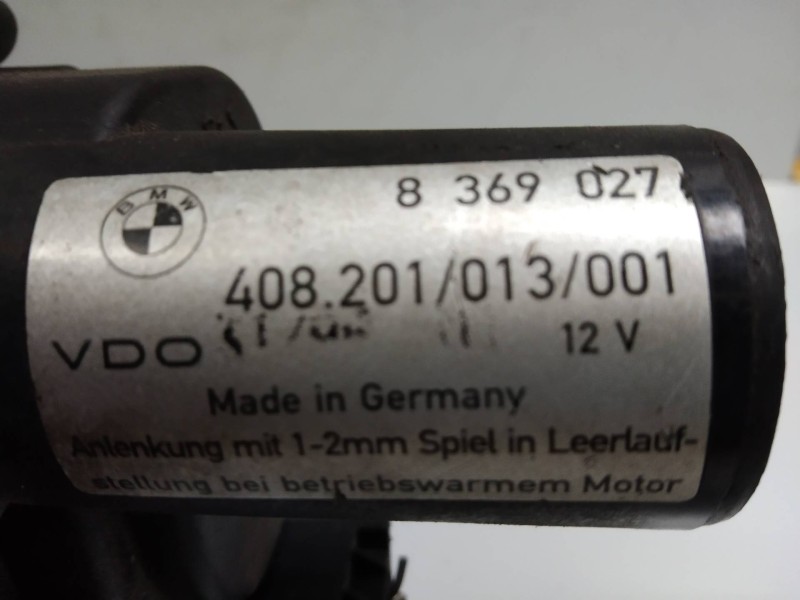 BMW
8 369 027
408.201/013/001
VDO 12 V
Made in Germany
Anlenkung mit 1-2mm Spiel in Leerlauf-
stellung bei betriebswarmem Motor